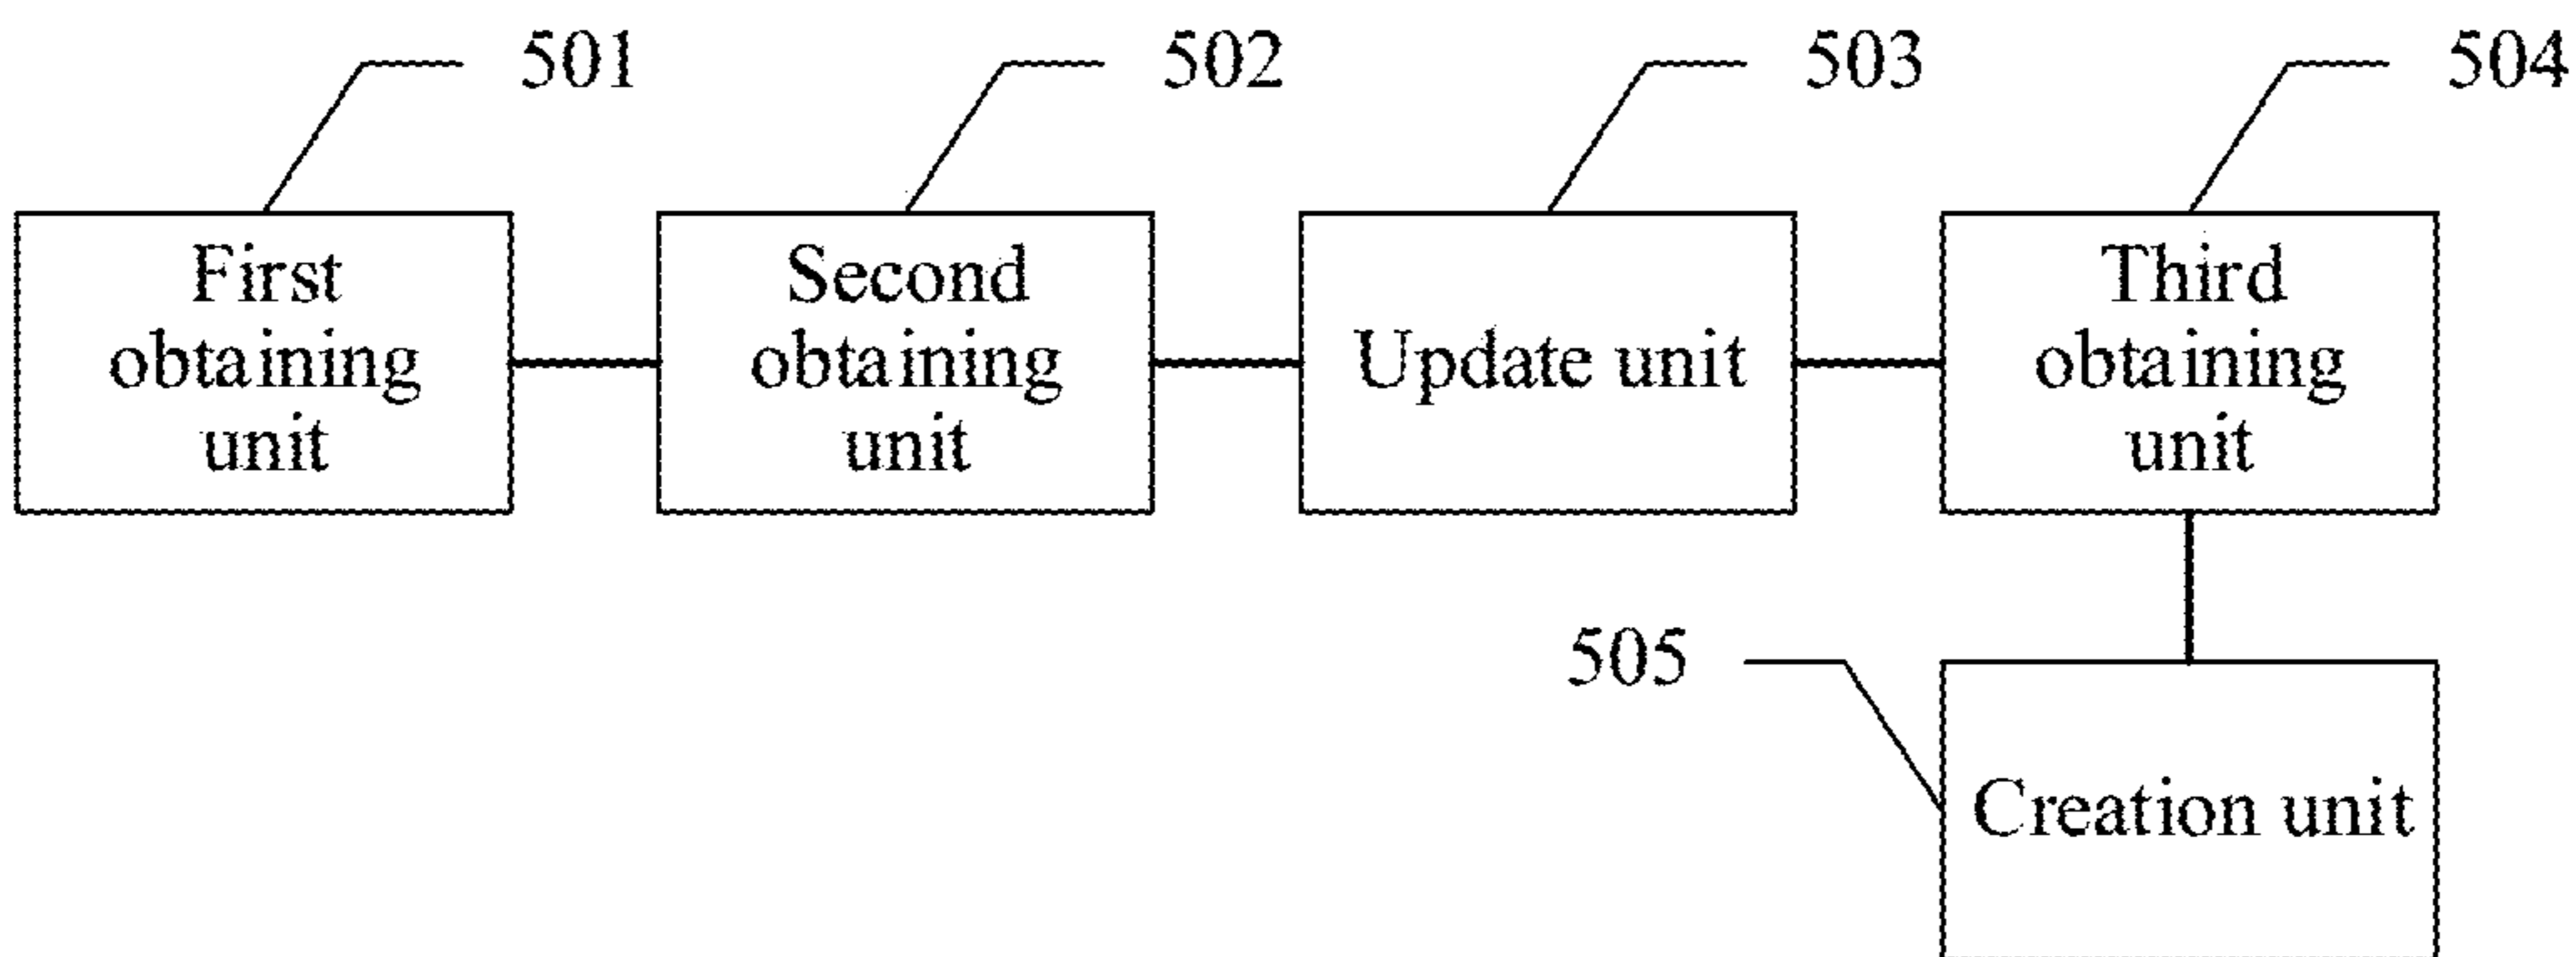 501
502
503
504
First
obtaining
unit
Second
obtaining
unit
Update unit
Third
obtaining
unit
505
Creation unit